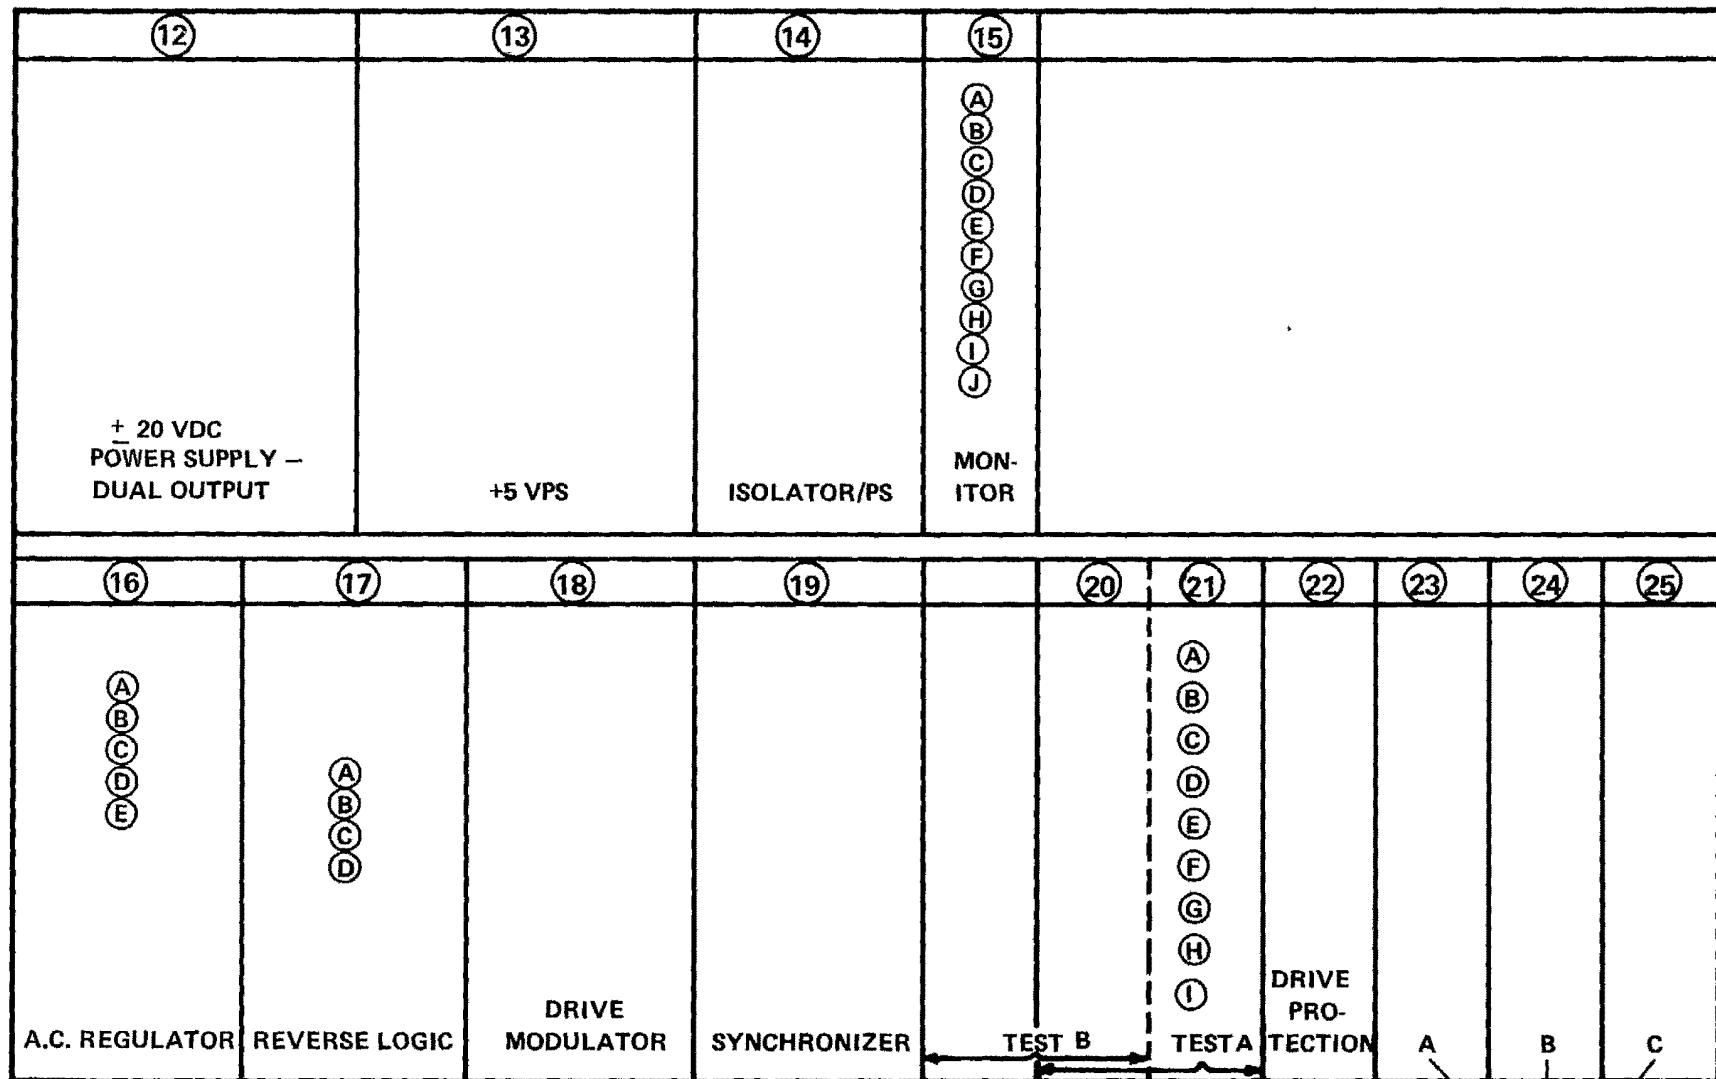 12 13 14 15
A
B
C
D
E
F
G
H
I
J
± 20 VDC
POWER SUPPLY –
DUAL OUTPUT
+5 VPS
ISOLATOR/PS
MON-
ITOR
16 17 18 19 20 21 22 23 24 25
A
B
C
D
E
A
B
C
D
A
B
C
D
E
F
G
H
I
A.C. REGULATOR
REVERSE LOGIC
DRIVE
MODULATOR
SYNCHRONIZER
TEST B
TEST A
DRIVE
PRO-
TECTION
A
B
C